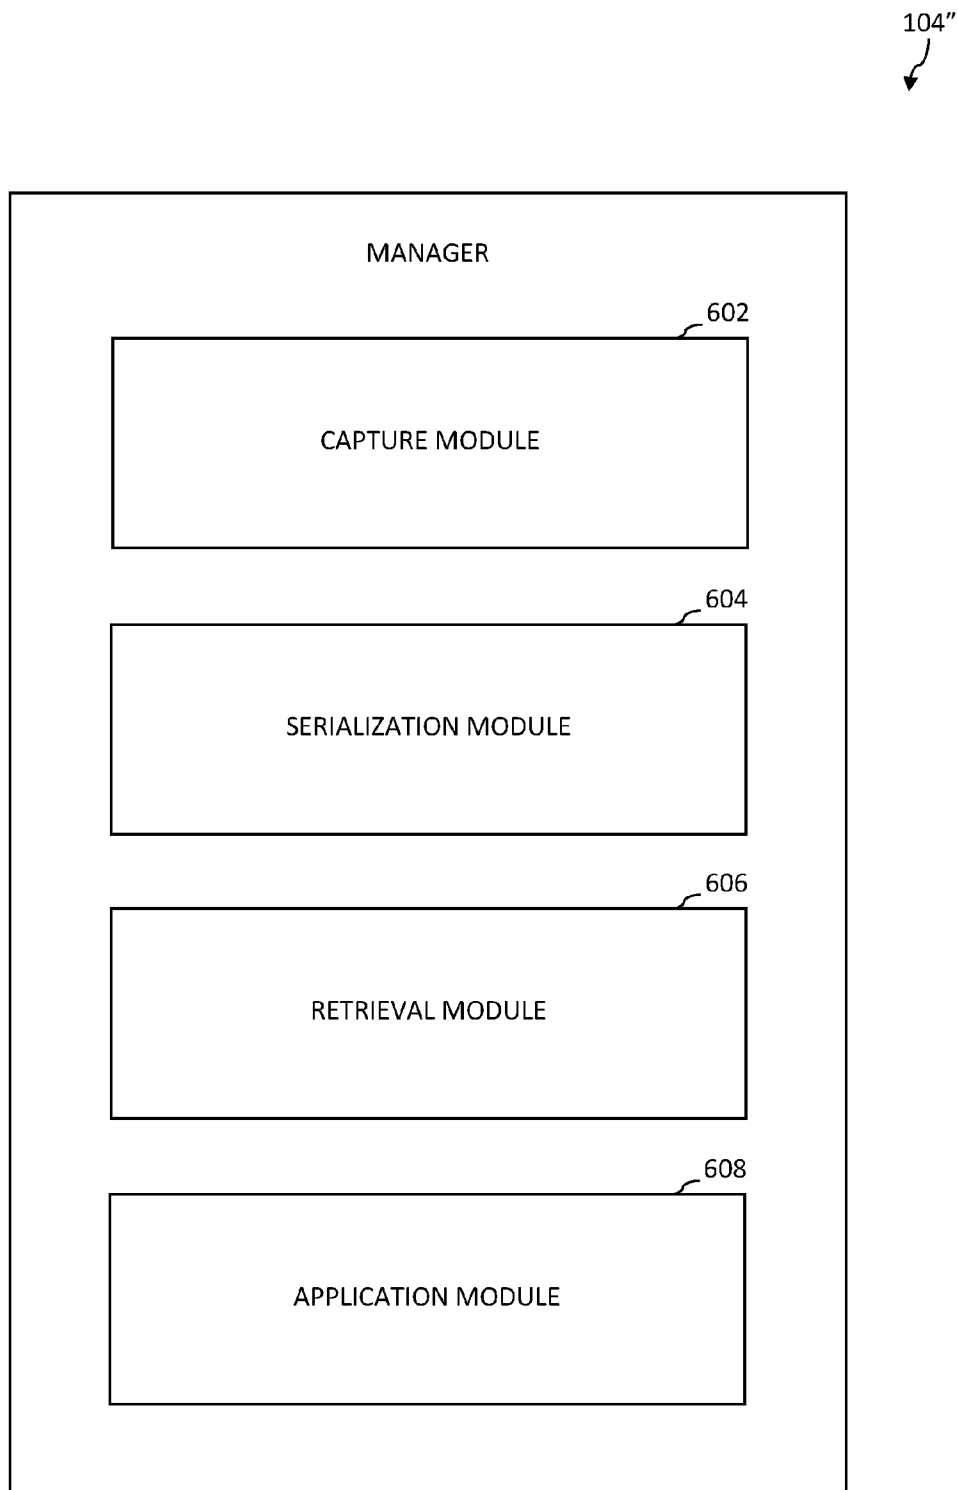 104”
MANAGER
602
CAPTURE MODULE
604
SERIALIZATION MODULE
606
RETRIEVAL MODULE
608
APPLICATION MODULE